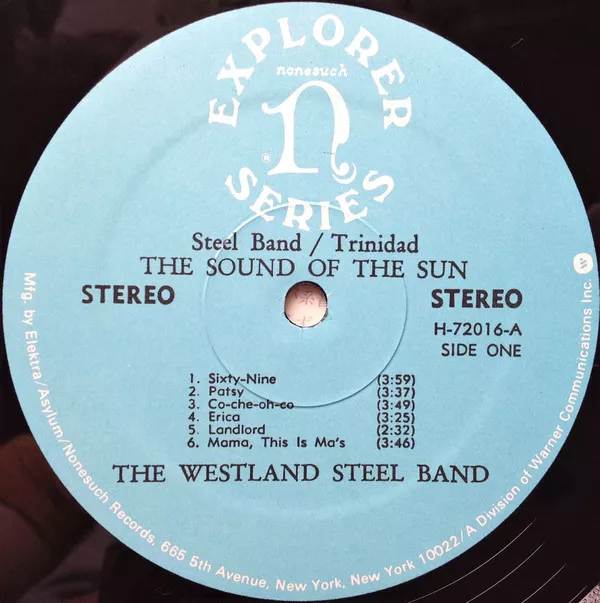 EXPLORER
nonesuch
n
®
SERIES
Steel Band / Trinidad
THE SOUND OF THE SUN
STEREO
STEREO
H-72016-A
SIDE ONE
1. Sixty-Nine (3:59)
2. Patsy (3:37)
3. Co-che-oh-co (3:49)
4. Erica (3:25)
5. Landlord (2:32)
6. Mama, This Is Ma's (3:46)
THE WESTLAND STEEL BAND
Mfg. by Elektra/Asylum/Nonesuch Records, 665 5th Avenue, New York, New York 10022/A Division of Warner Communications Inc.